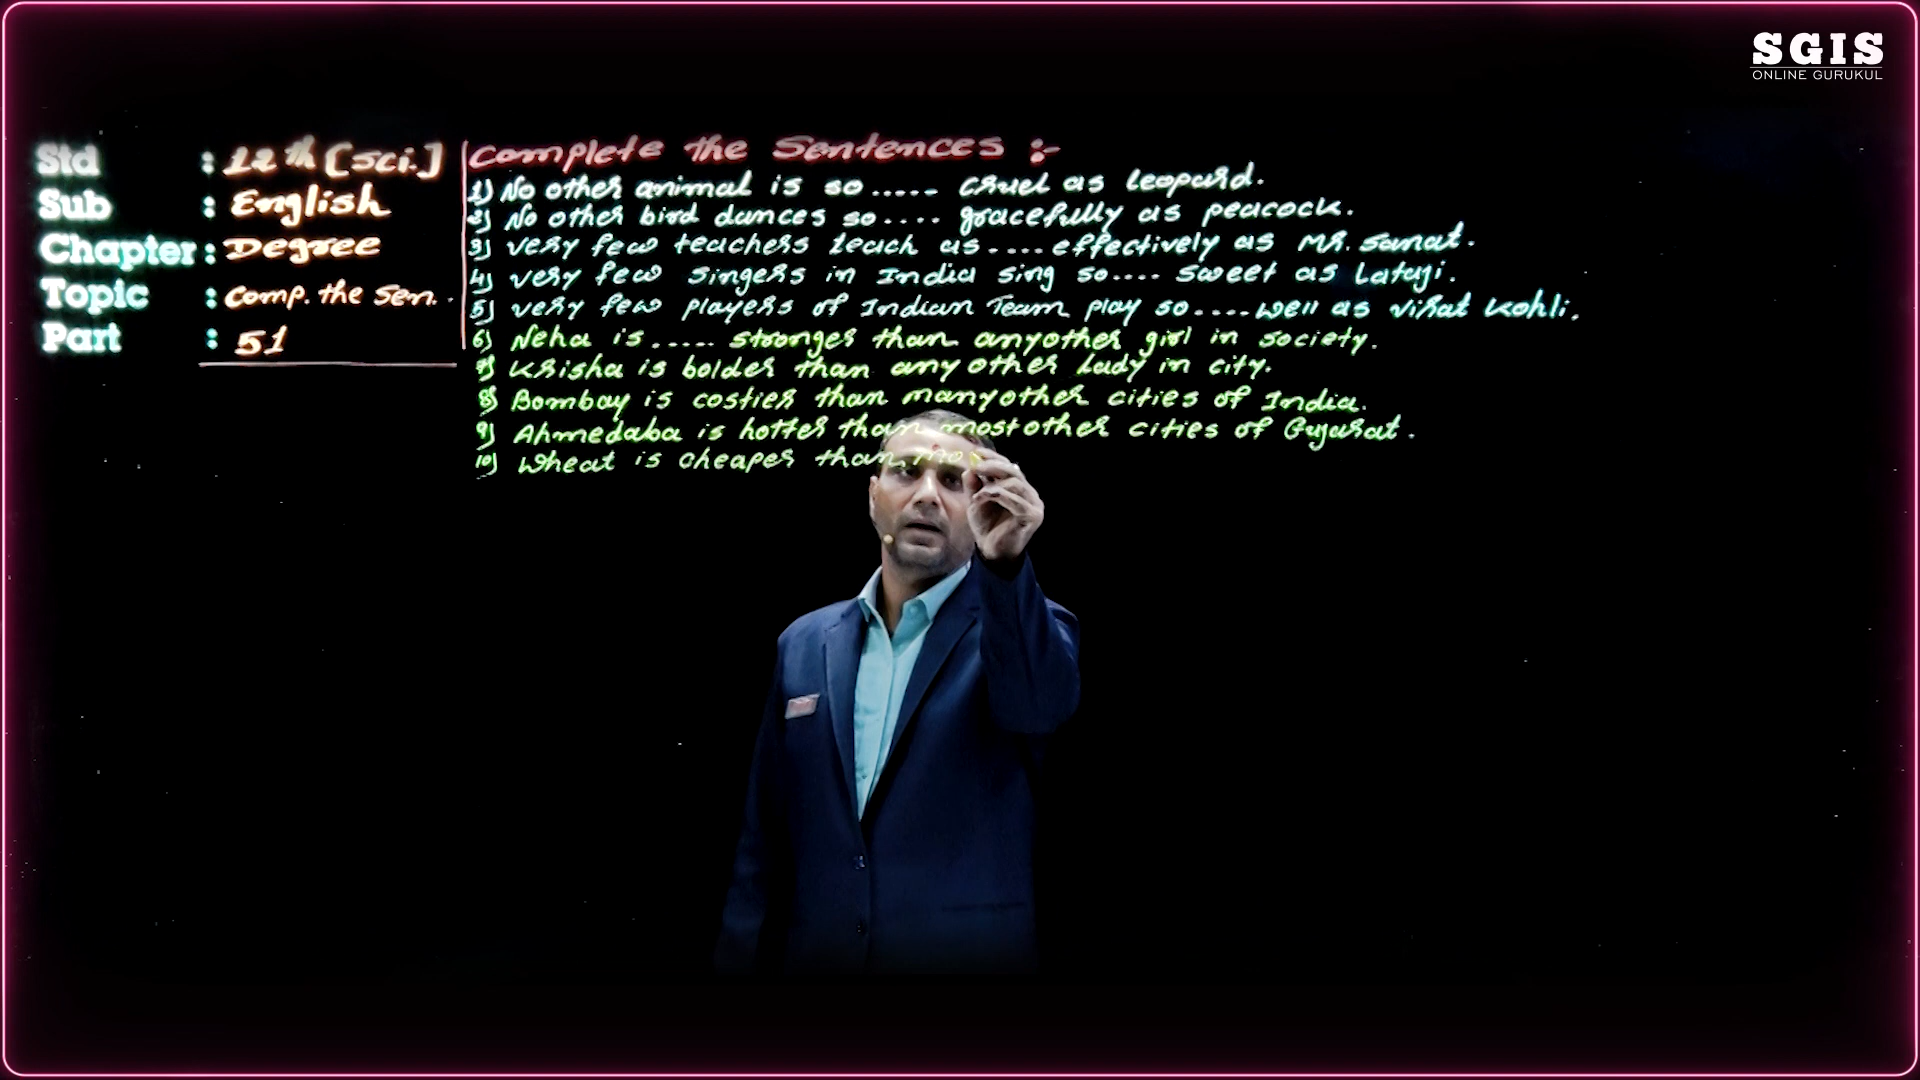 SGIS
ONLINE GURUKUL
Std : 12th [sci.]
Sub : English
Chapter : Degree
Topic : Comp. the Sen.
Part : 51
Complete the Sentences :-
1) No other animal is so..... cruel as leopard.
2) No other bird dances so.... gracefully as peacock.
3) very few teachers teach as....effectively as Mr. Sanat.
4) very few singers in India sing so.... sweet as Lataji.
5) very few players of Indian Team play so....well as virat kohli.
6) Neha is..... stronger than anyother girl in society.
7) Krisha is bolder than any other Lady in city.
8) Bombay is costier than manyother cities of India.
9) Ahmedaba is hotter than mostother cities of Gujarat.
10) Wheat is cheaper than mo